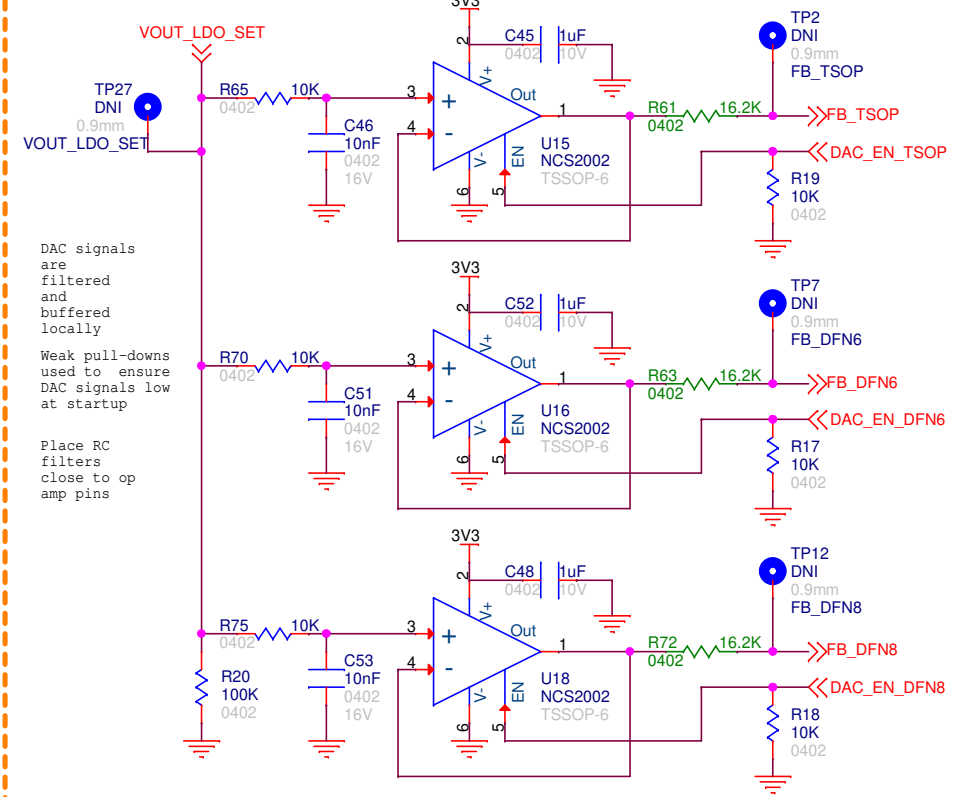 VOUT_LDO_SET
TP27
DNI
0.9mm
VOUT_LDO_SET
DAC signals
are
filtered
and
buffered
locally
Weak pull-downs
used to ensure
DAC signals low
at startup
Place RC
filters
close to op
amp pins
3V3
2
C45
1uF
0402
10V
R65
10K
0402
3
+
4
-
V+
Out
1
C46
10nF
0402
16V
V-
EN
6
5
U15
NCS2002
TSSOP-6
R61
16.2K
0402
TP2
DNI
0.9mm
FB_TSOP
FB_TSOP
DAC_EN_TSOP
R19
10K
0402
3V3
2
C52
1uF
0402
10V
R70
10K
0402
3
+
4
-
V+
Out
1
C51
10nF
0402
16V
V-
EN
6
5
U16
NCS2002
TSSOP-6
R63
16.2K
0402
TP7
DNI
0.9mm
FB_DFN6
FB_DFN6
DAC_EN_DFN6
R17
10K
0402
3V3
2
C48
1uF
0402
10V
R75
10K
0402
R20
100K
0402
3
+
4
-
V+
Out
1
C53
10nF
0402
16V
V-
EN
6
5
U18
NCS2002
TSSOP-6
R72
16.2K
0402
TP12
DNI
0.9mm
FB_DFN8
FB_DFN8
DAC_EN_DFN8
R18
10K
0402